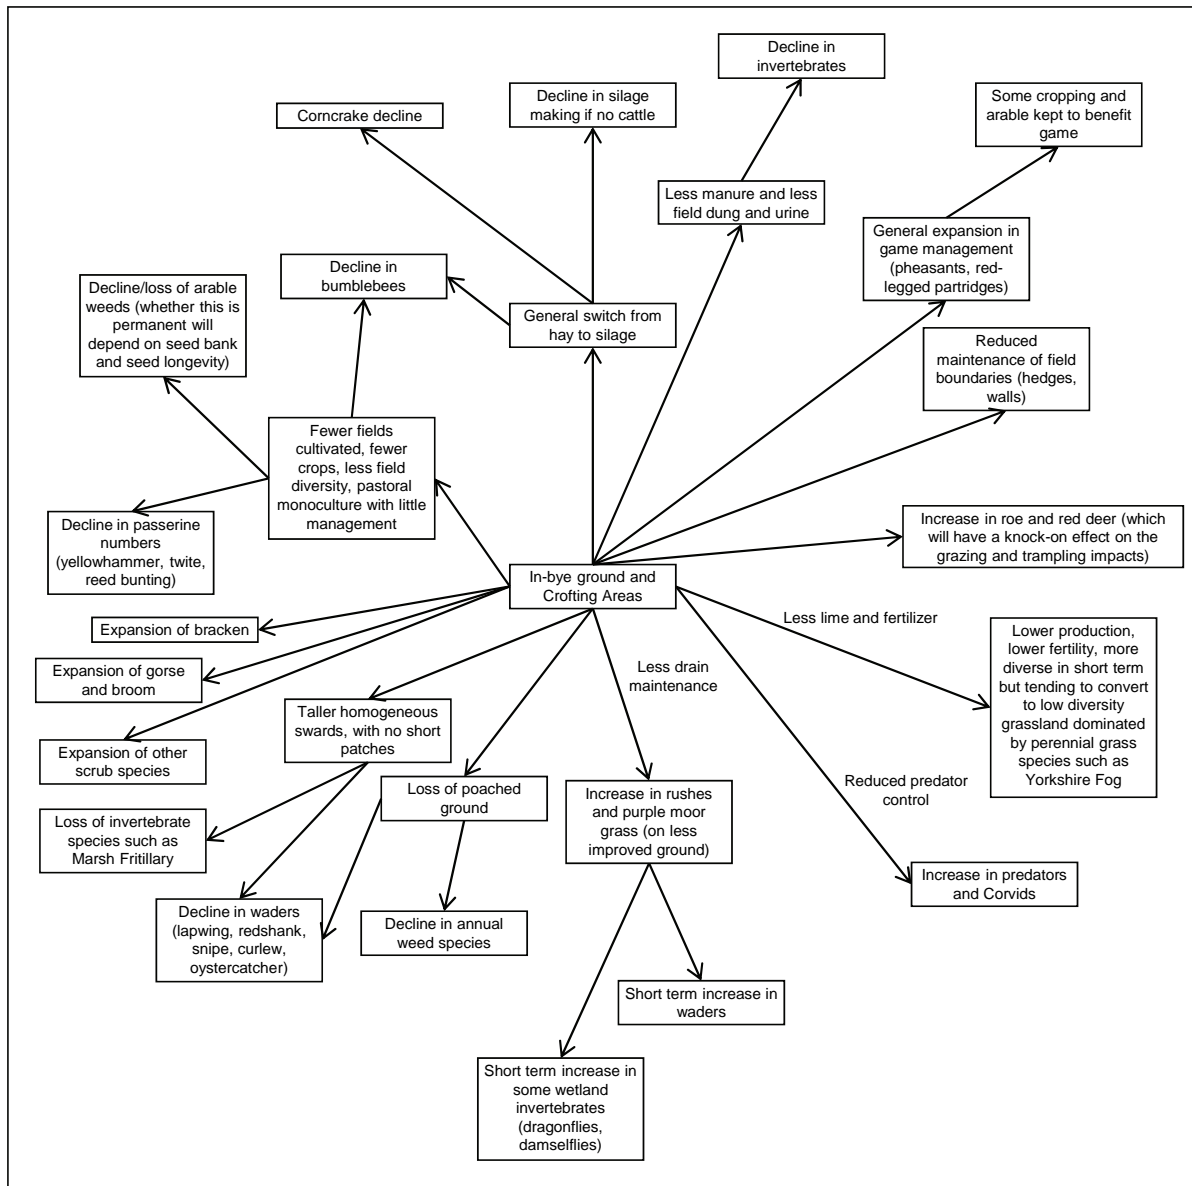 Decline in
invertebrates
Decline in silage
making if no cattle
Some cropping and
arable kept to benefit
game
Corncrake decline
Less manure and less
field dung and urine
General expansion in
game management
(pheasants, red-
legged partridges)
Decline in
bumblebees
Decline/loss of arable
weeds (whether this is
permanent will
depend on seed bank
and seed longevity)
General switch from
hay to silage
Reduced
maintenance of field
boundaries (hedges,
walls)
Fewer fields
cultivated, fewer
crops, less field
diversity, pastoral
monoculture with little
management
Decline in passerine
numbers
(yellowhammer, twite,
reed bunting)
Increase in roe and red deer (which
will have a knock-on effect on the
grazing and trampling impacts)
In-bye ground and
Crofting Areas
Expansion of bracken
Less lime and fertilizer
Lower production,
lower fertility, more
diverse in short term
but tending to convert
to low diversity
grassland dominated
by perennial grass
species such as
Yorkshire Fog
Expansion of gorse
and broom
Less drain
maintenance
Taller homogeneous
swards, with no short
patches
Expansion of other
scrub species
Loss of poached
ground
Increase in rushes
and purple moor
grass (on less
improved ground)
Reduced predator
control
Loss of invertebrate
species such as
Marsh Fritillary
Increase in predators
and Corvids
Decline in waders
(lapwing, redshank,
snipe, curlew,
oystercatcher)
Decline in annual
weed species
Short term increase in
waders
Short term increase in
some wetland
invertebrates
(dragonflies,
damselflies)